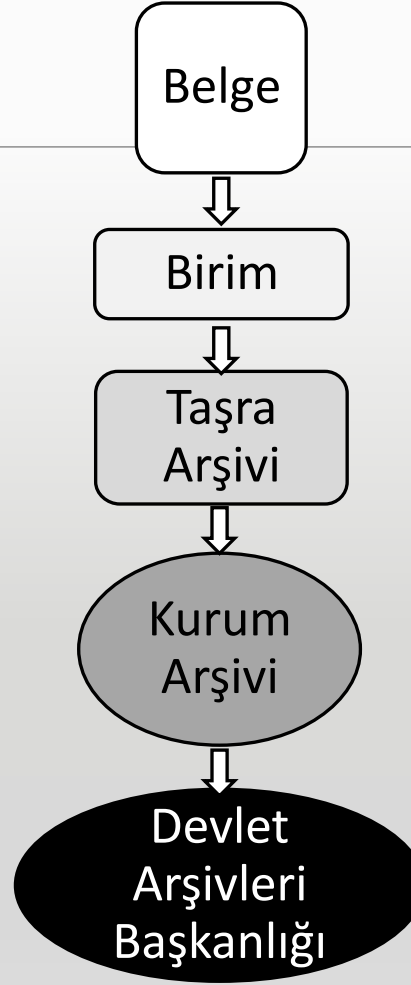 Belge
Birim
Taşra
Arşivi
Kurum
Arşivi
Devlet
Arşivleri
Başkanlığı